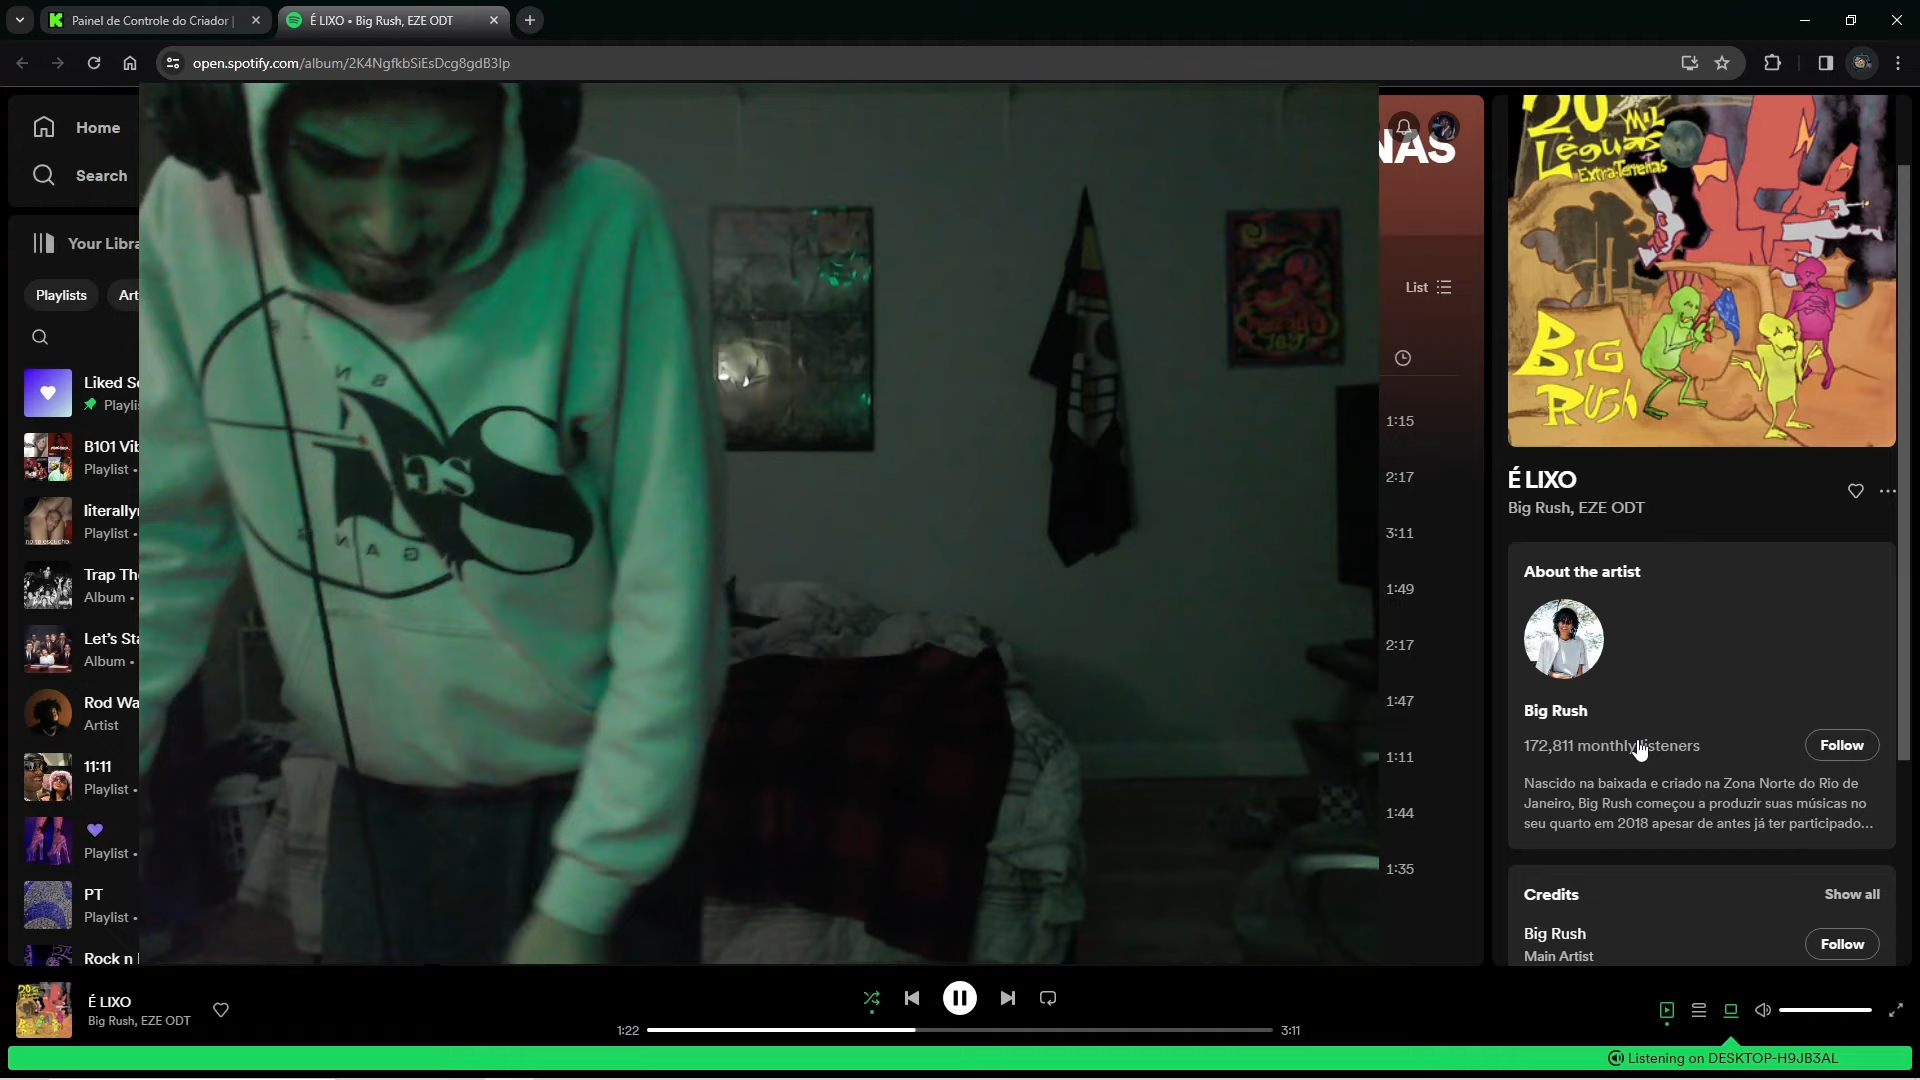 Painel de Controle do Criador |
É LIXO • Big Rush, EZE ODT
open.spotify.com/album/2K4NgfkbSiEsDcg8gdB3Ip
Home
Search
Your Libra
Playlists
Art
Liked So
Playlis
B101 Vib
Playlist •
literallyr
Playlist •
Trap The
Album •
Let's Sta
Album •
Rod Wa
Artist
11:11
Playlist •
Playlist •
PT
Playlist •
Rock n
NAS
List
1:15
2:17
3:11
1:49
2:17
1:47
1:11
1:44
1:35
20 MIL
Léguas
Extra-Terrenas
BIG
RUSH
É LIXO
Big Rush, EZE ODT
About the artist
Big Rush
172,811 monthly listeners
Follow
Nascido na baixada e criado na Zona Norte do Rio de
Janeiro, Big Rush começou a produzir suas músicas no
seu quarto em 2018 apesar de antes já ter participado...
Credits
Show all
Big Rush
Follow
Main Artist
É LIXO
Big Rush, EZE ODT
1:22
3:11
Listening on DESKTOP-H9JB3AL